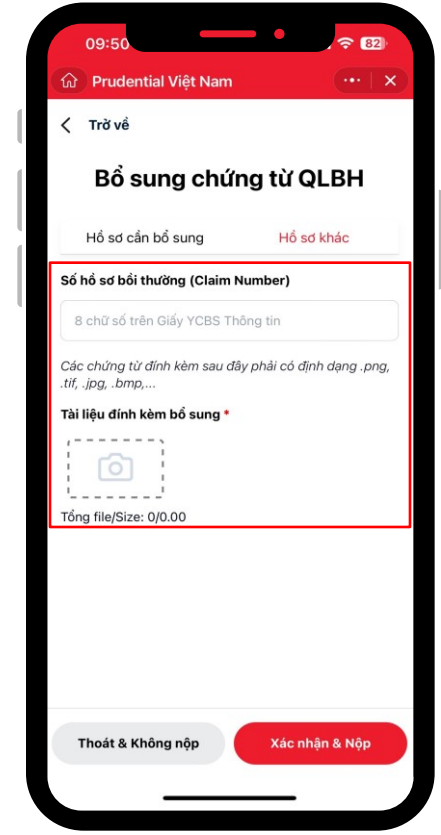 09:50
82
Prudential Việt Nam
Trở về
Bổ sung chứng từ QLBH
Hồ sơ cần bổ sung
Hồ sơ khác
Số hồ sơ bồi thường (Claim Number)
8 chữ số trên Giấy YCBS Thông tin
Các chứng từ đính kèm sau đây phải có định dạng .png,
.tif, .jpg, .bmp,...
Tài liệu đính kèm bổ sung *
Tổng file/Size: 0/0.00
Thoát & Không nộp
Xác nhận & Nộp